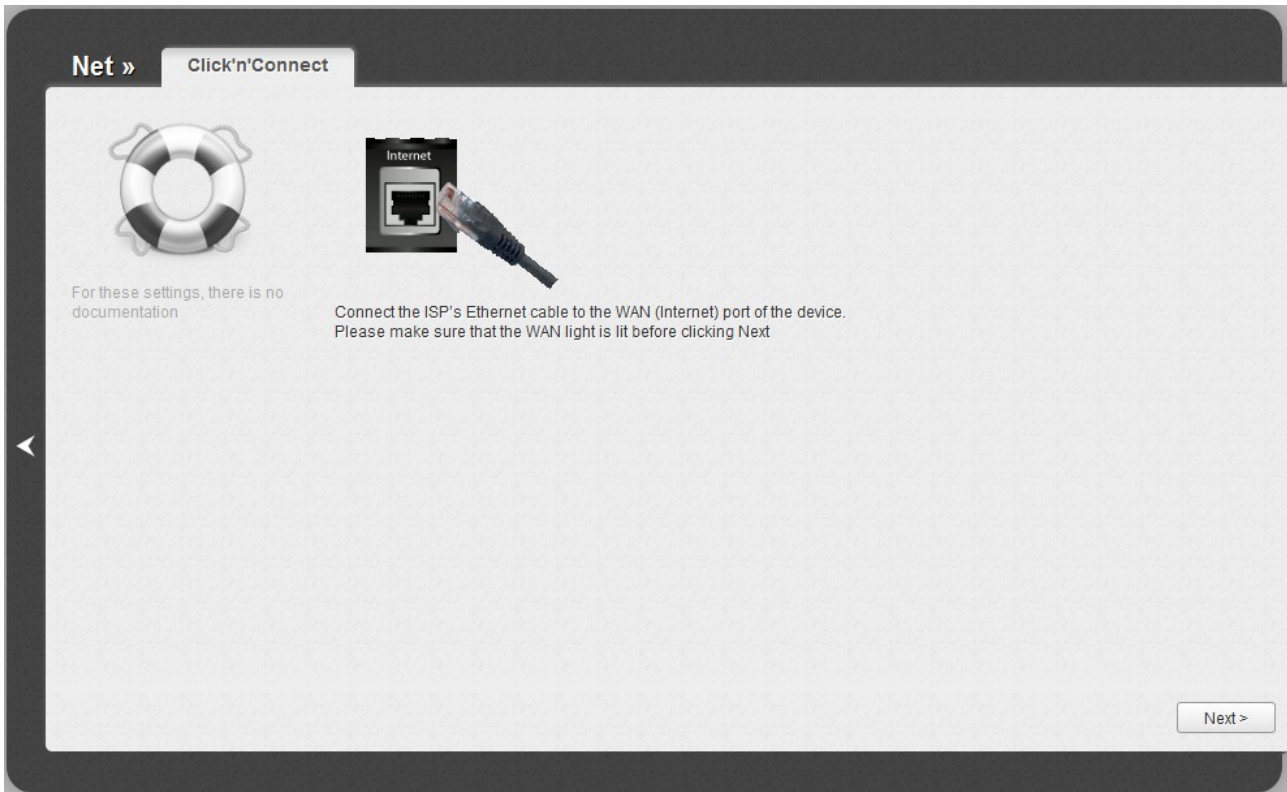 Net »
Click'n'Connect
Internet
For these settings, there is no
documentation
Connect the ISP's Ethernet cable to the WAN (Internet) port of the device.
Please make sure that the WAN light is lit before clicking Next
Next >